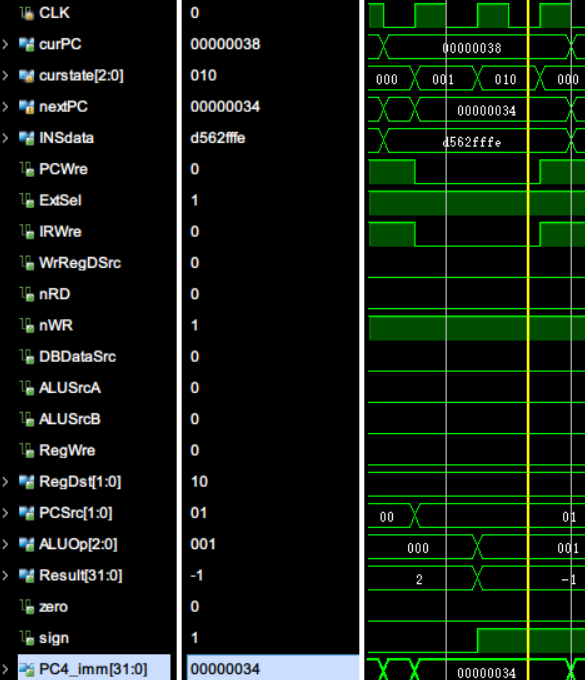 CLK 0
curPC 00000038 00000038
curstate[2:0] 010 000 001 010 000
nextPC 00000034 00000034
INSdata d562fffe d562fffe
PCWre 0
ExtSel 1
IRWre 0
WrRegDSrc 0
nRD 0
nWR 1
DBDataSrc 0
ALUSrcA 0
ALUSrcB 0
RegWre 0
RegDst[1:0] 10
PCSrc[1:0] 01 00 01
ALUOp[2:0] 001 000 001
Result[31:0] -1 2 -1
zero 0
sign 1
PC4_imm[31:0] 00000034 00000034